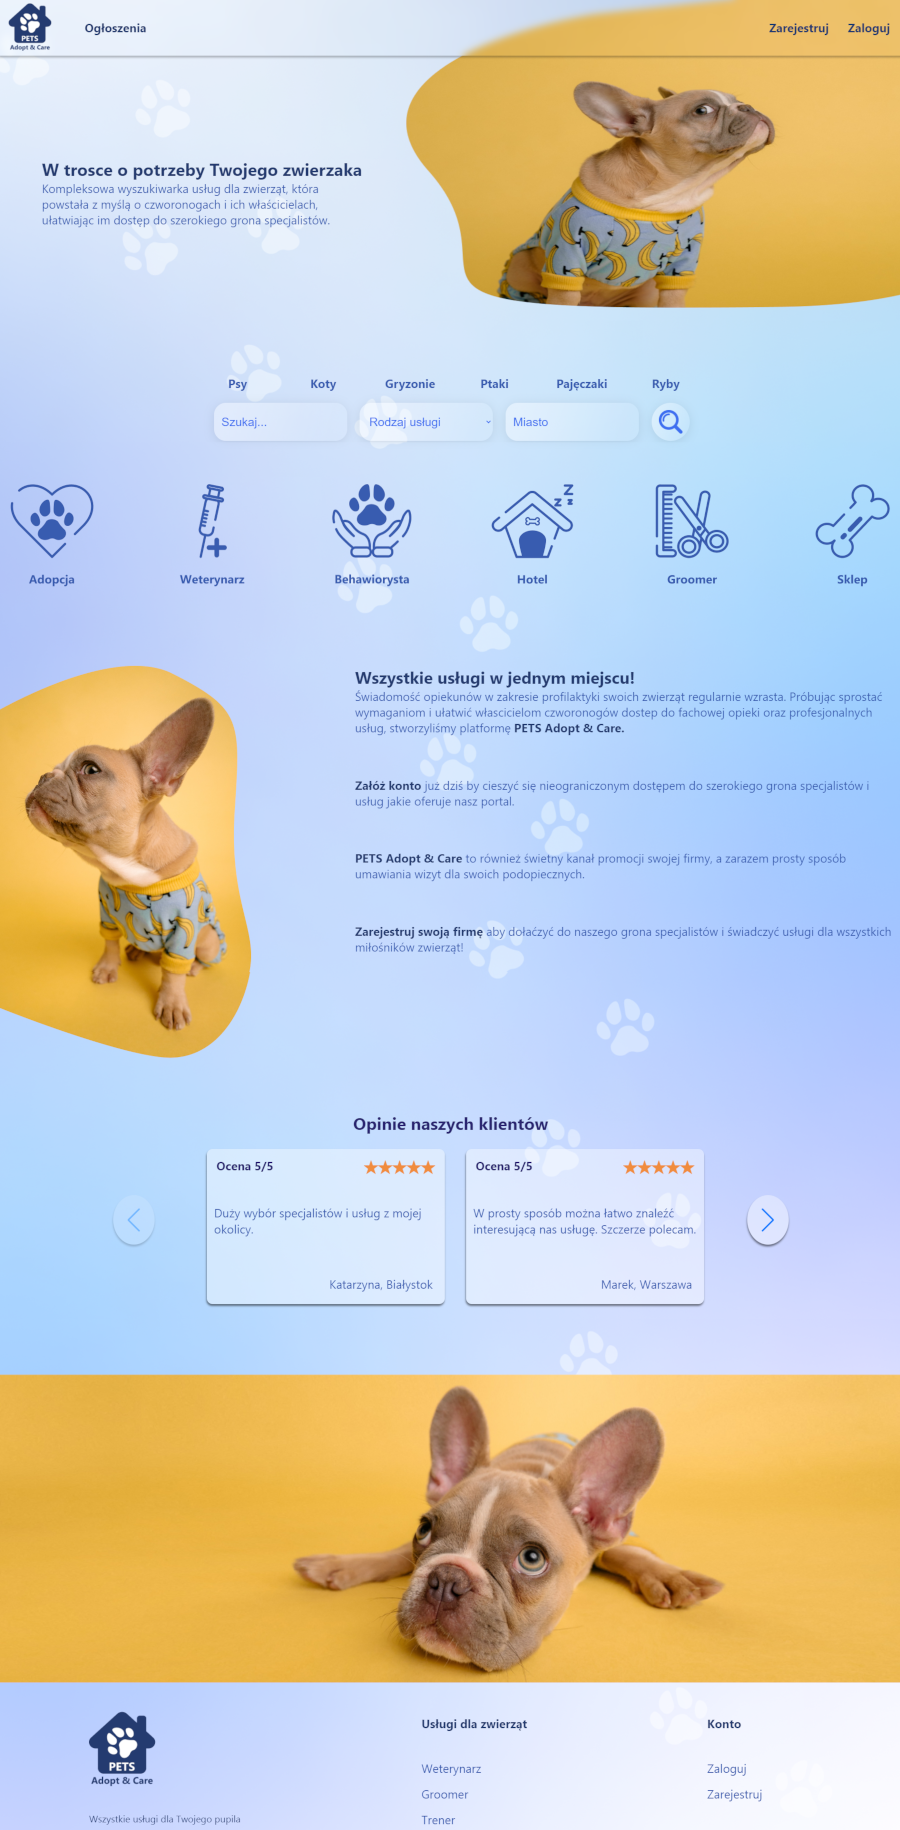 PETS
Adopt & Care
Ogłoszenia
Zarejestruj
Zaloguj
W trosce o potrzeby Twojego zwierzaka
Kompleksowa wyszukiwarka usług dla zwierząt, która
powstała z myślą o czworonogach i ich właścicielach,
ułatwiając im dostęp do szerokiego grona specjalistów.
Psy
Koty
Gryzonie
Ptaki
Pajęczaki
Ryby
Szukaj...
Rodzaj usługi
Miasto
Adopcja
Weterynarz
Behawiorysta
Hotel
Groomer
Sklep
Wszystkie usługi w jednym miejscu!
Świadomość opiekunów w zakresie profilaktyki swoich zwierząt regularnie wzrasta. Próbując sprostać
wymaganiom i ułatwić własciciełom czworonogów dostep do fachowej opieki oraz profesjonalnych
usług, stworzyliśmy platformę PETS Adopt & Care.
Załóż konto już dziś by cieszyć się nieograniczonym dostępem do szerokiego grona specjalistów i
usług jakie oferuje nasz portal.
PETS Adopt & Care to również świetny kanał promocji swojej firmy, a zarazem prosty sposób
umawiania wizyt dla swoich podopiecznych.
Zarejestruj swoją firmę aby dołaćzyć do naszego grona specjalistów i świadczyć usługi dla wszystkich
miłośników zwierząt!
Opinie naszych klientów
Ocena 5/5
Duży wybór specjalistów i usług z mojej
okolicy.
Katarzyna, Białystok
Ocena 5/5
W prosty sposób można łatwo znaleźć
interesującą nas usługę. Szczerze polecam.
Marek, Warszawa
PETS
Adopt & Care
Wszystkie usługi dla Twojego pupila
Usługi dla zwierząt
Weterynarz
Groomer
Trener
Konto
Zaloguj
Zarejestruj